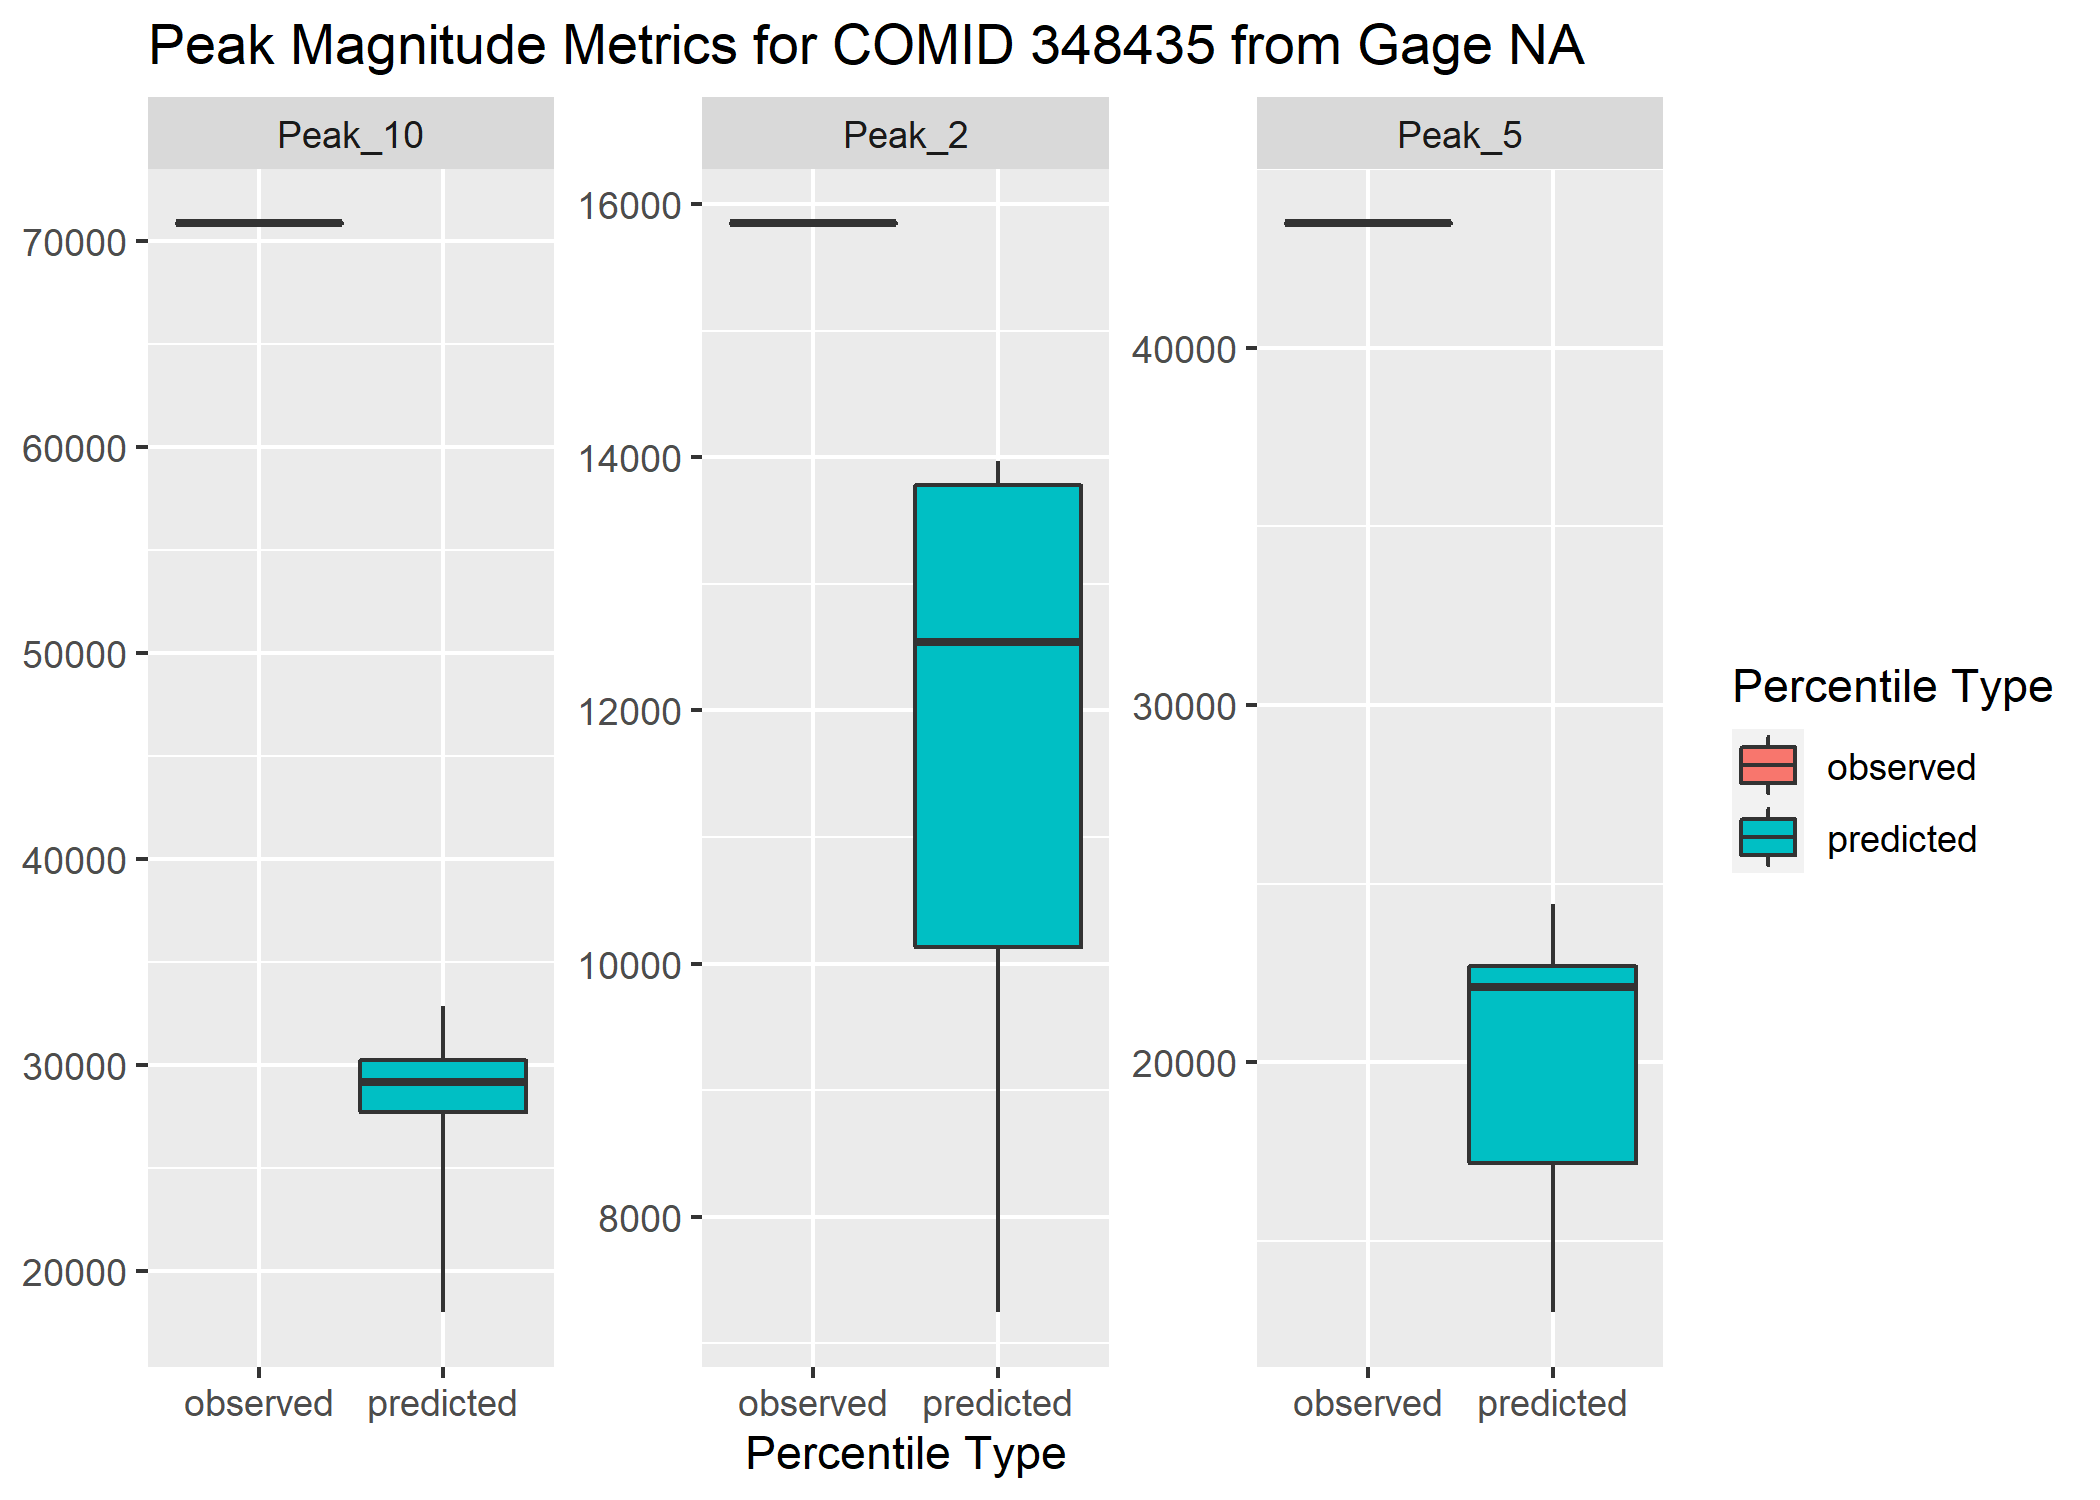 Peak Magnitude Metrics for COMID 348435 from Gage NA
Peak_10
Peak_2
Peak_5
70000
60000
50000
40000
30000
20000
16000
14000
12000
10000
8000
40000
30000
20000
observed predicted
observed predicted
observed predicted
Percentile Type
Percentile Type
observed
predicted